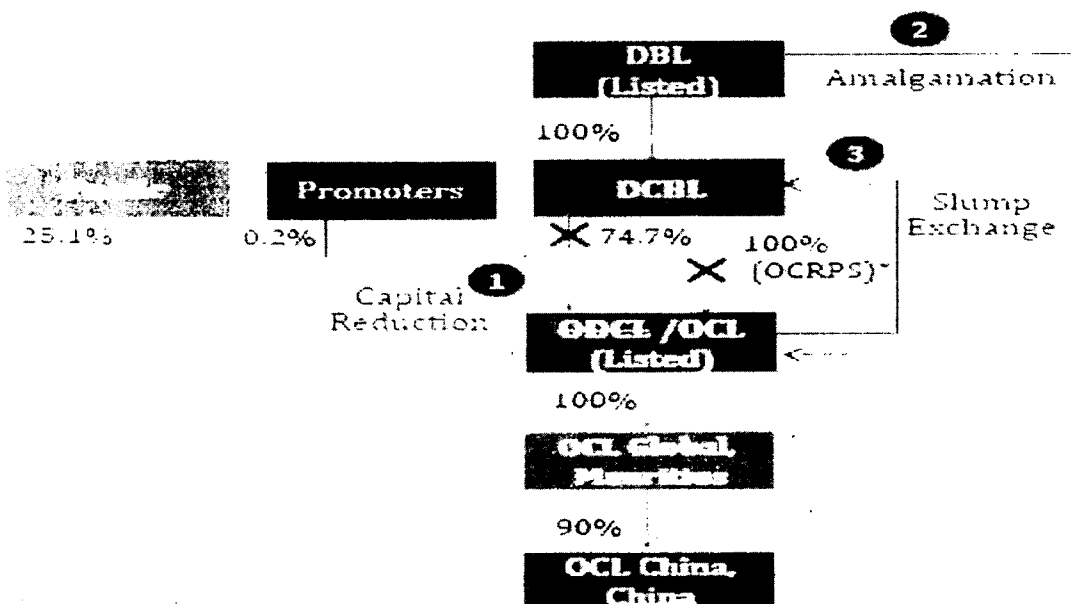 2
DBL
(Listed)
Amalgamation
100%
3
Promoters
DCBL
Slump
Exchange
25.1%
0.2%
74.7%
100%
(OCRPS)*
1
Capital
Reduction
ODCL /OCL
(Listed)
100%
OCL Global,
90%
OCL China,
China